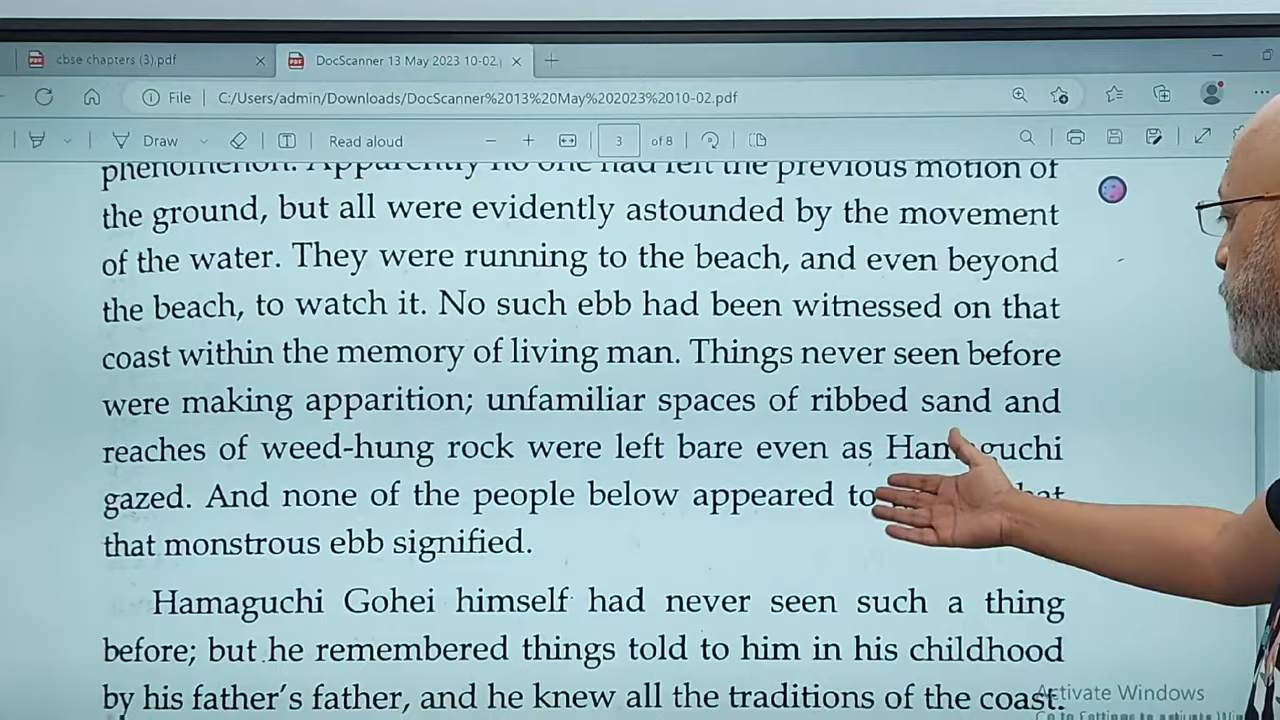 cbse chapters (3).pdf
DocScanner 13 May 2023 10-02.
File
C:/Users/admin/Downloads/DocScanner%2013%20May%202023%2010-02.pdf
Draw
Read aloud
3
of 8
phenomenon. Apparently no one had felt the previous motion of
the ground, but all were evidently astounded by the movement
of the water. They were running to the beach, and even beyond
the beach, to watch it. No such ebb had been witnessed on that
coast within the memory of living man. Things never seen before
were making apparition; unfamiliar spaces of ribbed sand and
reaches of weed-hung rock were left bare even as Hamaguchi
gazed. And none of the people below appeared to
that monstrous ebb signified.
Hamaguchi Gohei himself had never seen such a thing
before; but he remembered things told to him in his childhood
by his father's father, and he knew all the traditions of the coast.
Activate Windows